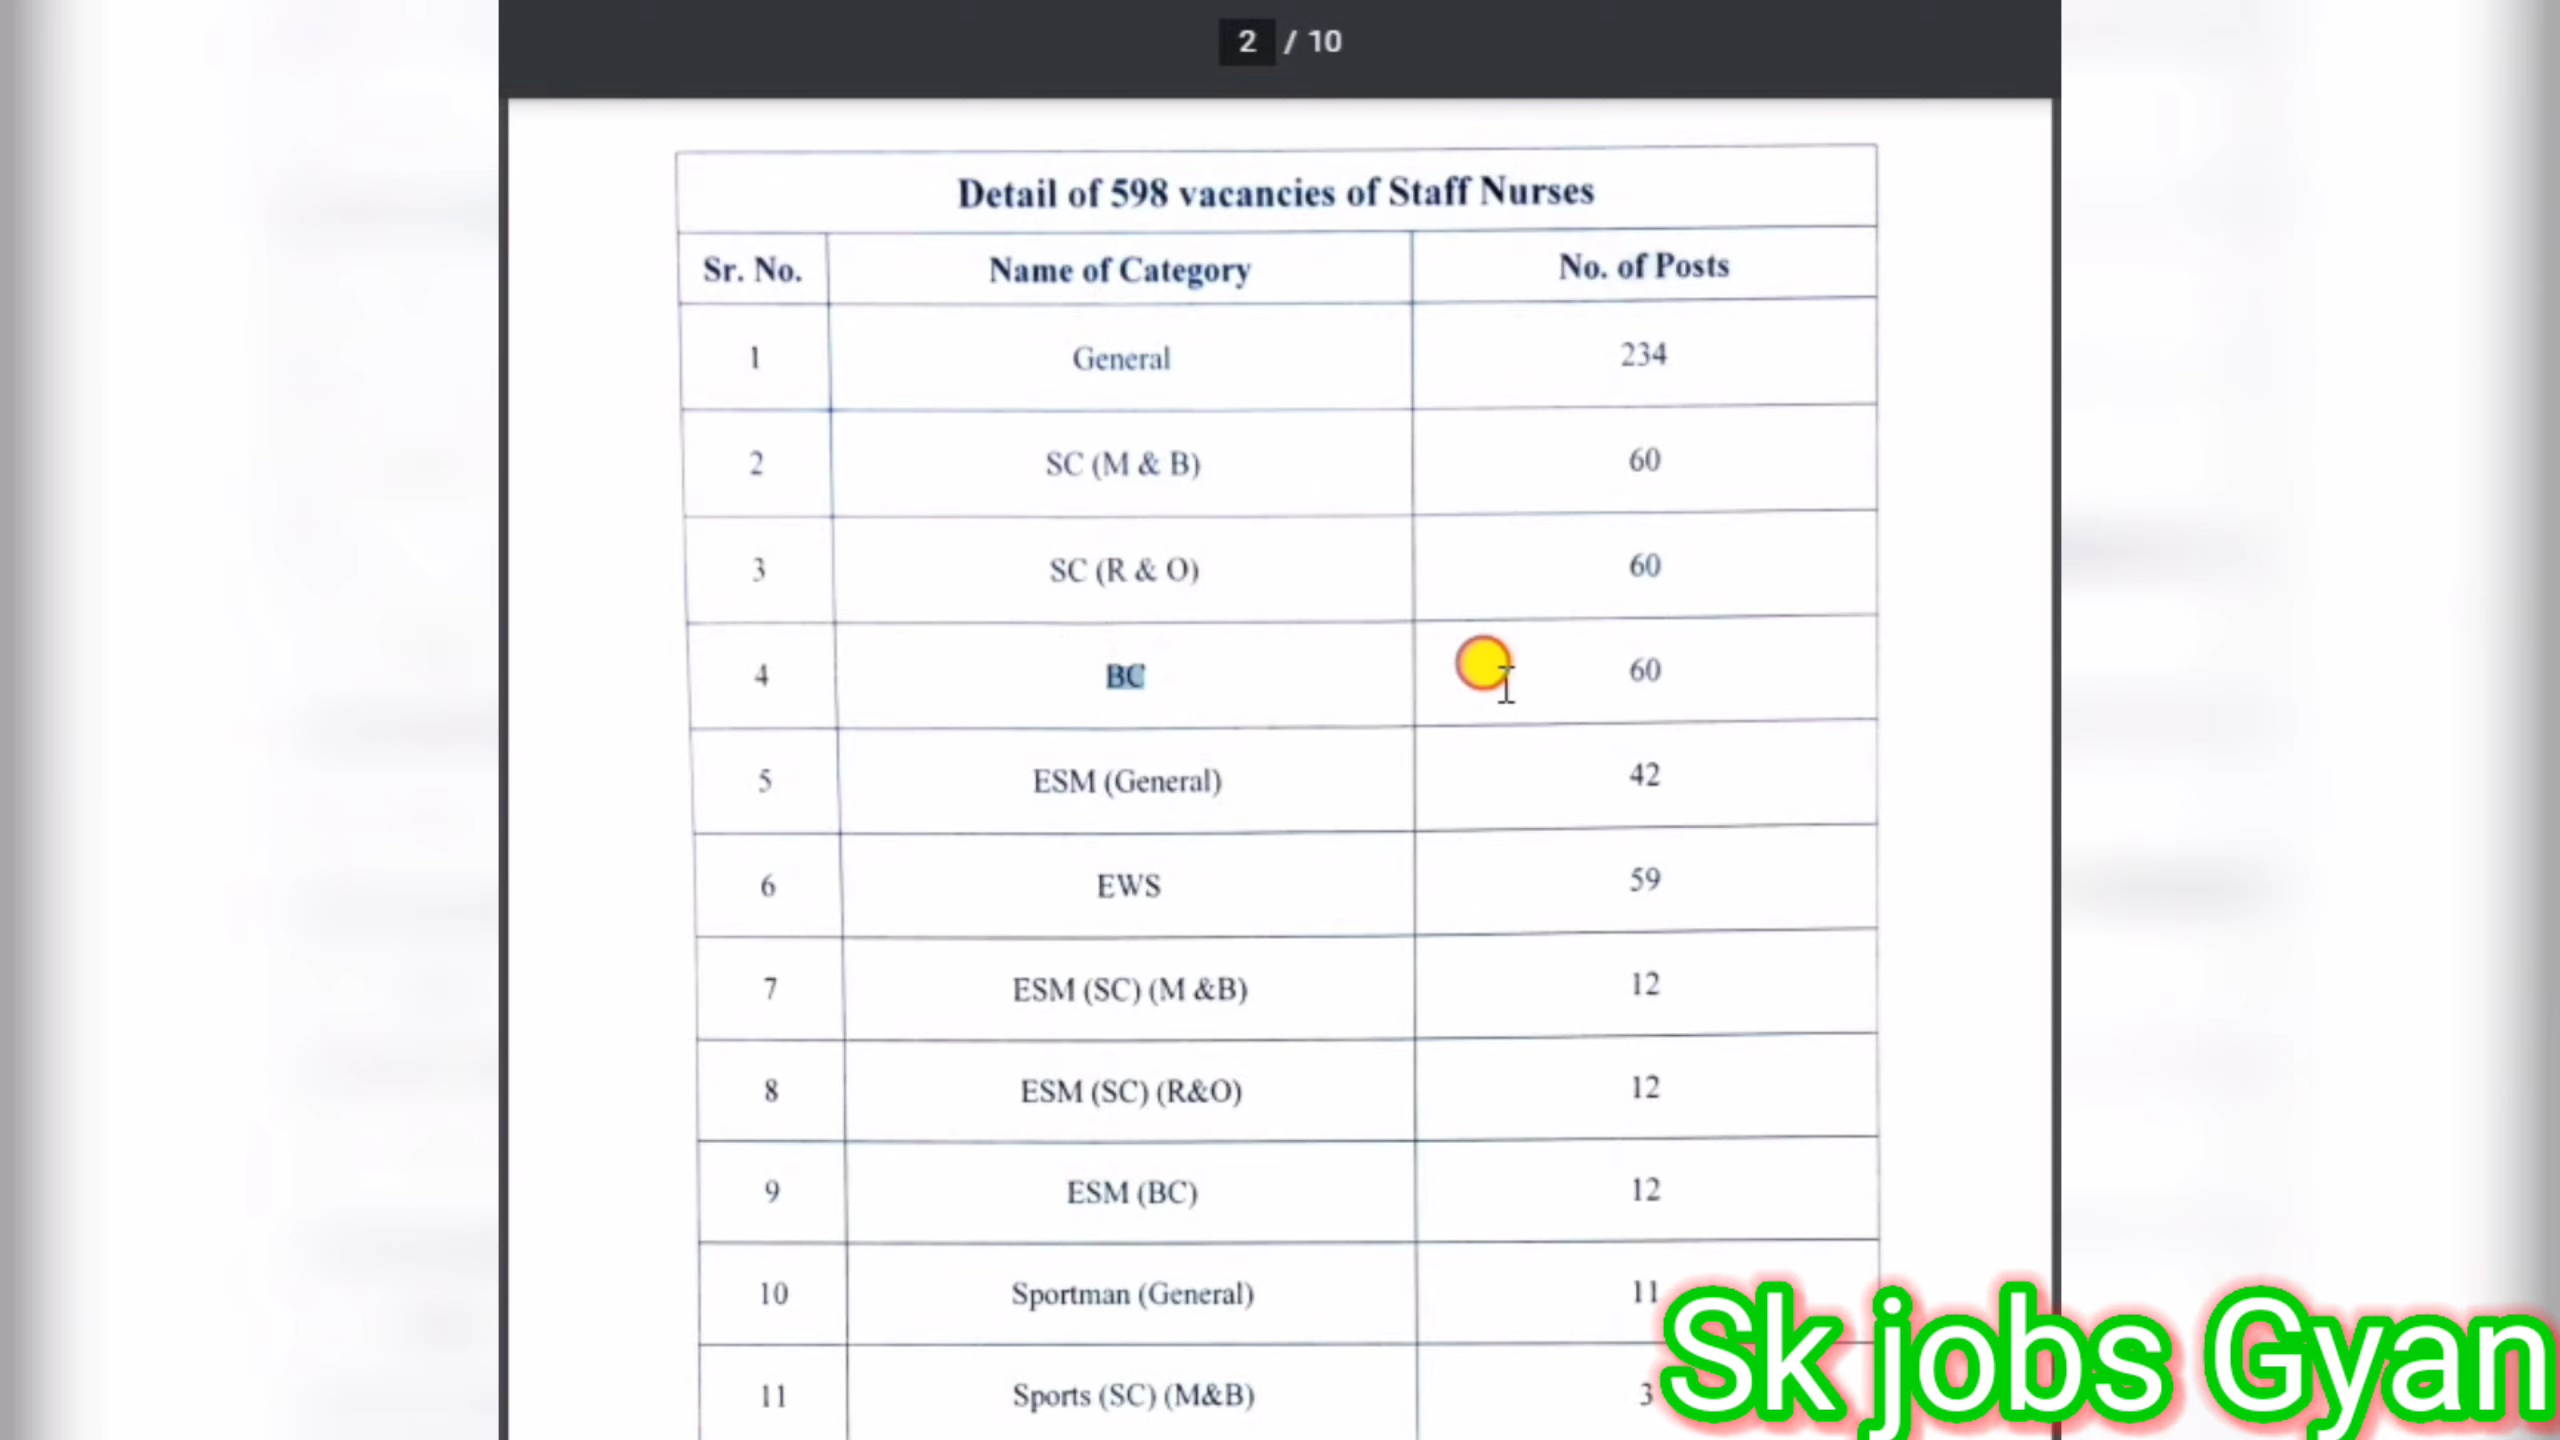 2 / 10
Detail of 598 vacancies of Staff Nurses
Sr. No. Name of Category No. of Posts
1 General 234
2 SC (M & B) 60
3 SC (R & O) 60
4 BC 60
5 ESM (General) 42
6 EWS 59
7 ESM (SC) (M &B) 12
8 ESM (SC) (R&O) 12
9 ESM (BC) 12
10 Sportman (General) 11
11 Sports (SC) (M&B) 3
Sk jobs Gyan